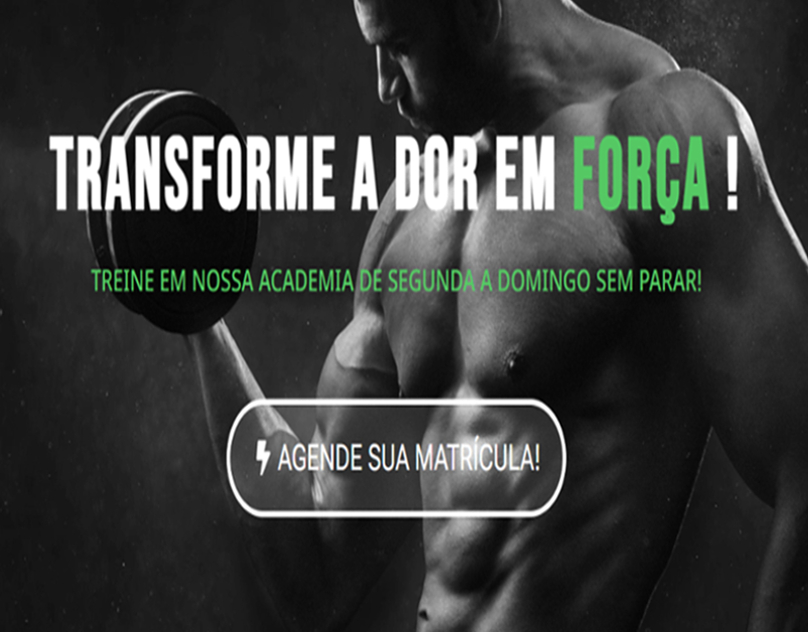 TRANSFORME A DOR EM FORÇA !
TREINE EM NOSSA ACADEMIA DE SEGUNDA A DOMINGO SEM PARAR!
AGENDE SUA MATRÍCULA!